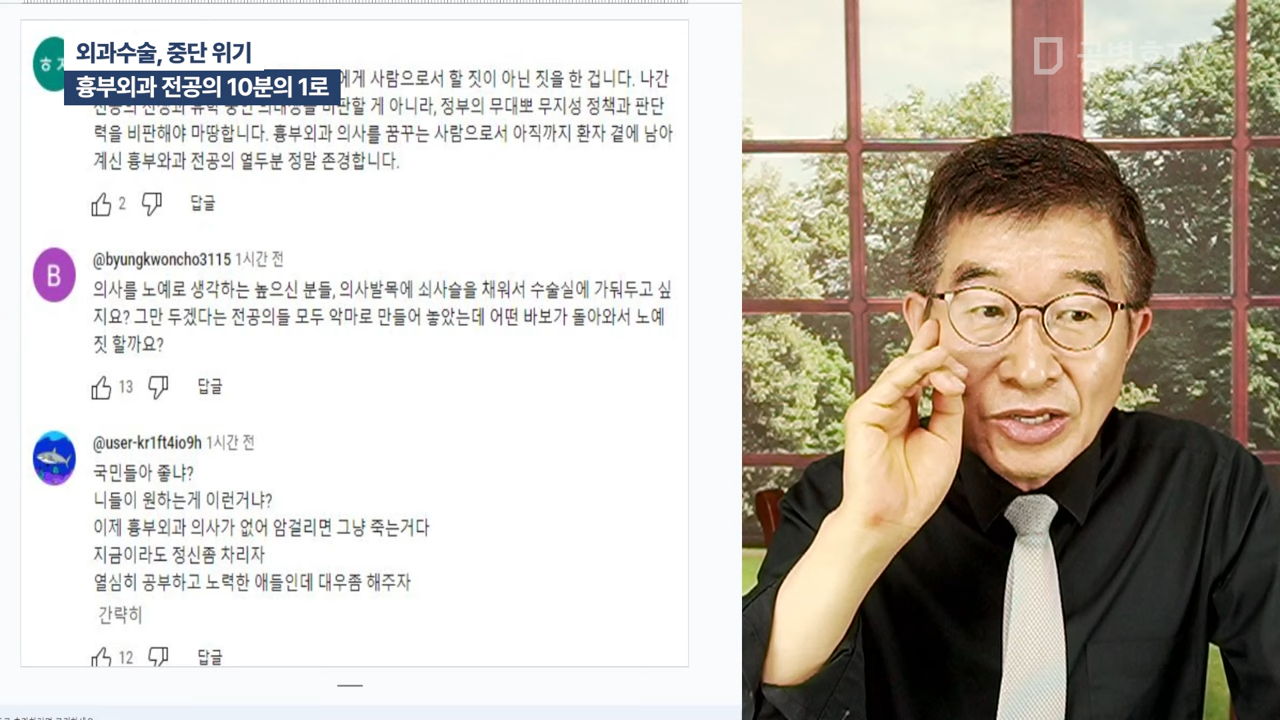 외과수술, 중단 위기
흉부외과 전공의 10분의 1로
에게 사람으로서 할 짓이 아닌 짓을 한 겁니다. 나간
비판할 게 아니라, 정부의 무대뽀 무지성 정책과 판단
력을 비판해야 마땅합니다. 흉부외과 의사를 꿈꾸는 사람으로서 아직까지 환자 곁에 남아
계신 흉부와과 전공의 열두분 정말 존경합니다.
2 답글
B
@byungkwoncho3115 1시간 전
의사를 노예로 생각하는 높으신 분들, 의사발목에 쇠사슬을 채워서 수술실에 가둬두고 싶
지요? 그만 두겠다는 전공의들 모두 악마로 만들어 놓았는데 어떤 바보가 돌아와서 노예
짓 할까요?
13 답글
@user-kr1ft4io9h 1시간 전
국민들아 좋냐?
니들이 원하는게 이런거냐?
이제 흉부외과 의사가 없어 암걸리면 그냥 죽는거다
지금이라도 정신좀 차리자
열심히 공부하고 노력한 애들인데 대우좀 해주자
간략히
12 답글